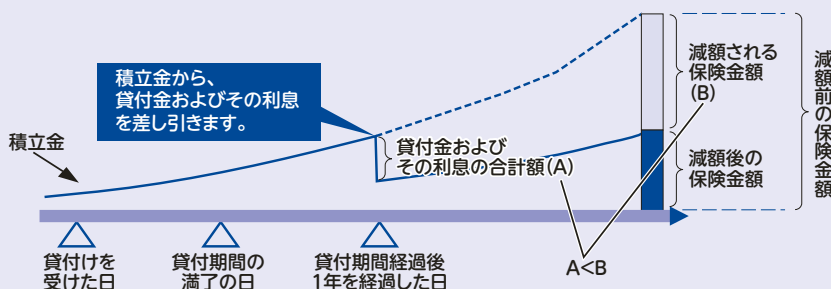 積立金から、
貸付金およびその利息
を差し引きます。
積立金
貸付金および
その利息の合計額(A)
減額される
保険金額
(B)
減額後の
保険金額
減額前の保険金額
貸付けを
受けた日
貸付期間の
満了の日
貸付期間経過後
1年を経過した日
A<B